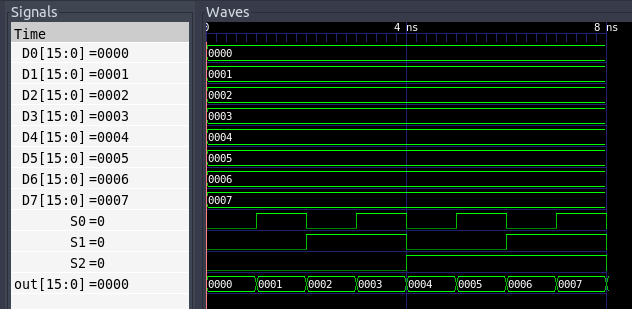 Signals
Waves
Time
0 4 ns 8 ns
D0[15:0]=0000 0000
D1[15:0]=0001 0001
D2[15:0]=0002 0002
D3[15:0]=0003 0003
D4[15:0]=0004 0004
D5[15:0]=0005 0005
D6[15:0]=0006 0006
D7[15:0]=0007 0007
S0=0
S1=0
S2=0
out[15:0]=0000 0000 0001 0002 0003 0004 0005 0006 0007